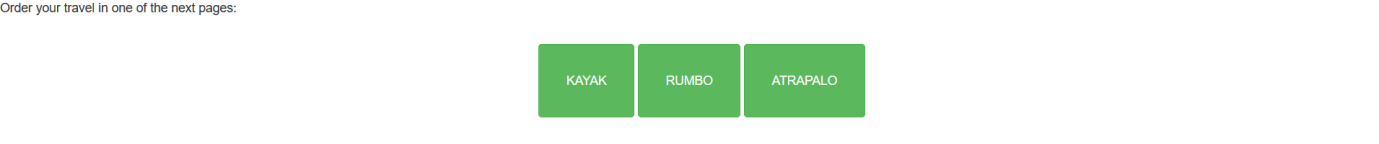 Order your travel in one of the next pages:
KAYAK RUMBO ATRAPALO